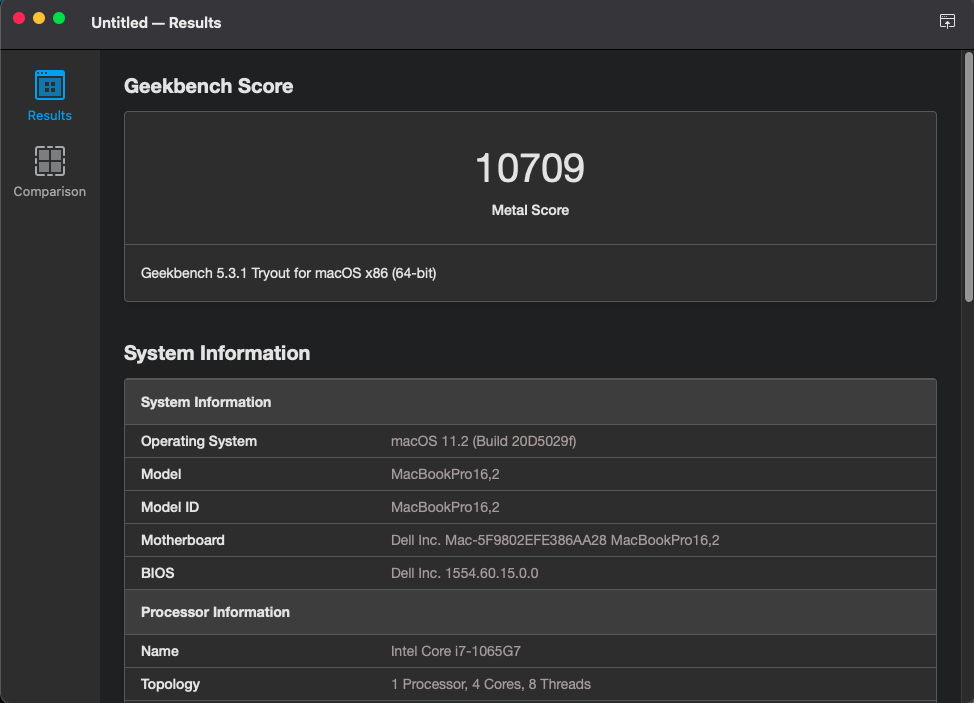 Untitled — Results
Results
Comparison
Geekbench Score
10709
Metal Score
Geekbench 5.3.1 Tryout for macOS x86 (64-bit)
System Information
System Information
Operating System macOS 11.2 (Build 20D5029f)
Model MacBookPro16,2
Model ID MacBookPro16,2
Motherboard Dell Inc. Mac-5F9802EFE386AA28 MacBookPro16,2
BIOS Dell Inc. 1554.60.15.0.0
Processor Information
Name Intel Core i7-1065G7
Topology 1 Processor, 4 Cores, 8 Threads